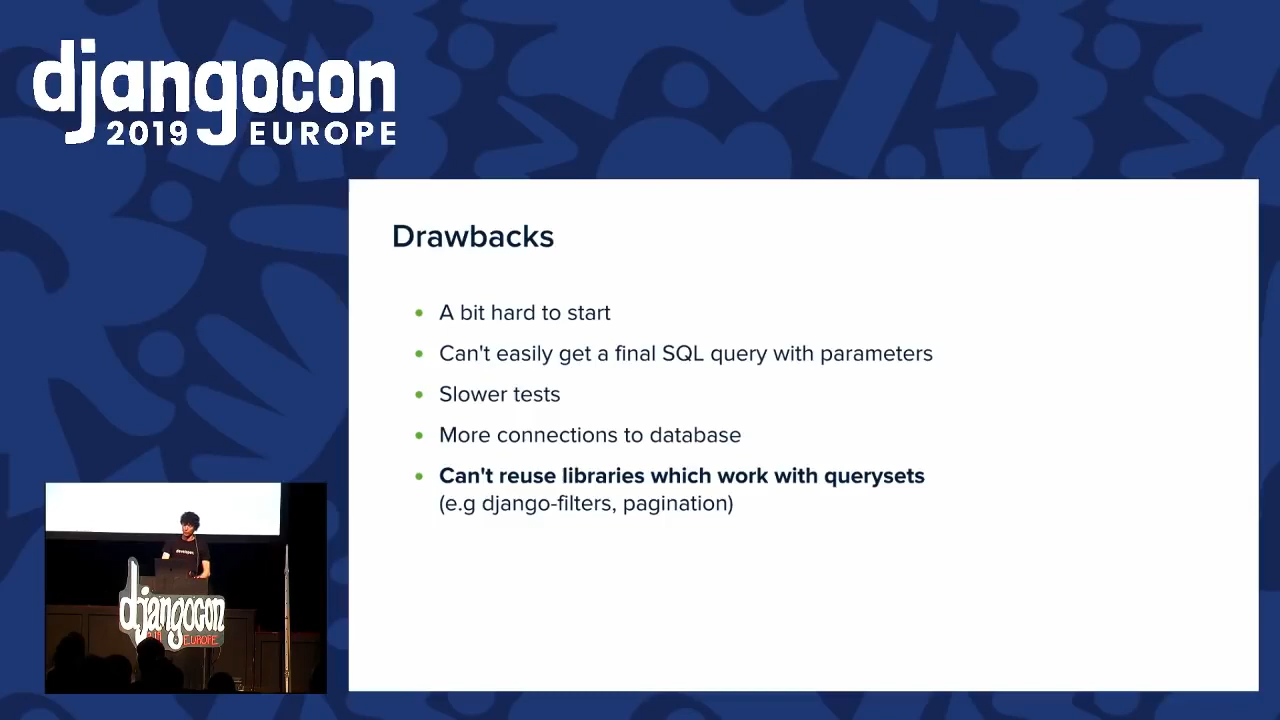 djangocon
2019 EUROPE
Drawbacks
• A bit hard to start
• Can't easily get a final SQL query with parameters
• Slower tests
• More connections to database
• Can't reuse libraries which work with querysets
(e.g django-filters, pagination)
djangocon
EUROPE